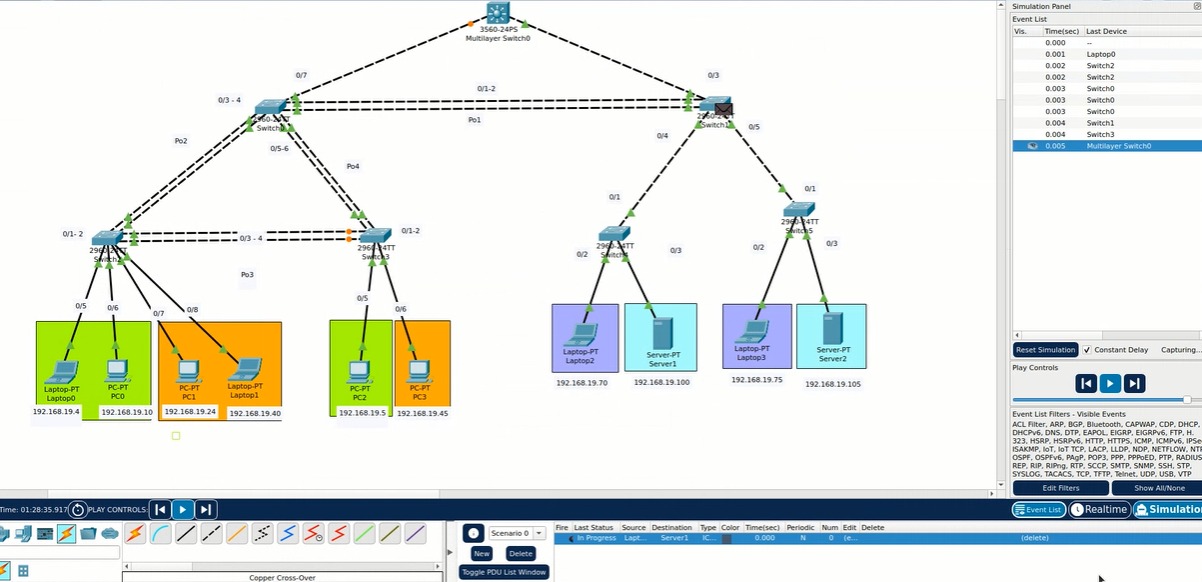 Simulation Panel
Event List
Vis. Time(sec) Last Device
0.000 --
0.001 Laptop0
0.002 Switch2
0.002 Switch2
0.003 Switch0
0.003 Switch0
0.003 Switch0
0.004 Switch1
0.004 Switch3
0.005 Multilayer Switch0
Reset Simulation Constant Delay Capturing...
Play Controls
Event List Filters - Visible Events
ACL Filter, ARP, BGP, Bluetooth, CAPWAP, CDP, DHCP,
DHCPv6, DNS, DTP, EAPOL, EIGRP, EIGRPv6, FTP, H.
323, HSRP, HSRPv6, HTTP, HTTPS, ICMP, ICMPv6, IPSe
ISAKMP, IoT, IoT TCP, LACP, LLDP, NDP, NETFLOW, NT
OSPF, OSPFv6, PAgP, POP3, PPP, PPPoED, PTP, RADIUS
REP, RIP, RIPng, RTP, SCCP, SMTP, SNMP, SSH, STP,
SYSLOG, TACACS, TCP, TFTP, Telnet, UDP, USB, VTP
Edit Filters Show All/None
Event List Realtime Simulation
3560-24PS
Multilayer Switch0
0/7
0/3
0/3 - 4
0/1-2
Po1
0/4
0/5
0/5-6
Po2
Po4
0/1
0/1
0/1- 2
0/3 - 4
0/1-2
Po3
2960-24TT
Switch4
2960-24TT
Switch5
2960-24TT
Switch3
0/2
0/3
0/2
0/3
0/5
0/6
0/7
0/8
0/5
0/6
Laptop-PT
Laptop0
PC-PT
PC0
PC-PT
PC1
Laptop-PT
Laptop1
PC-PT
PC2
PC-PT
PC3
Laptop-PT
Laptop2
Server-PT
Server1
Laptop-PT
Laptop3
Server-PT
Server2
192.168.19.4
192.168.19.10
192.168.19.24
192.168.19.40
192.168.19.5
192.168.19.45
192.168.19.70
192.168.19.100
192.168.19.75
192.168.19.105
Time: 01:28:35.917 PLAY CONTROLS:
Scenario 0
New Delete
Toggle PDU List Window
Copper Cross-Over
Fire Last Status Source Destination Type Color Time(sec) Periodic Num Edit Delete
In Progress Lapt... Server1 IC... 0.000 N 0 (e... (delete)